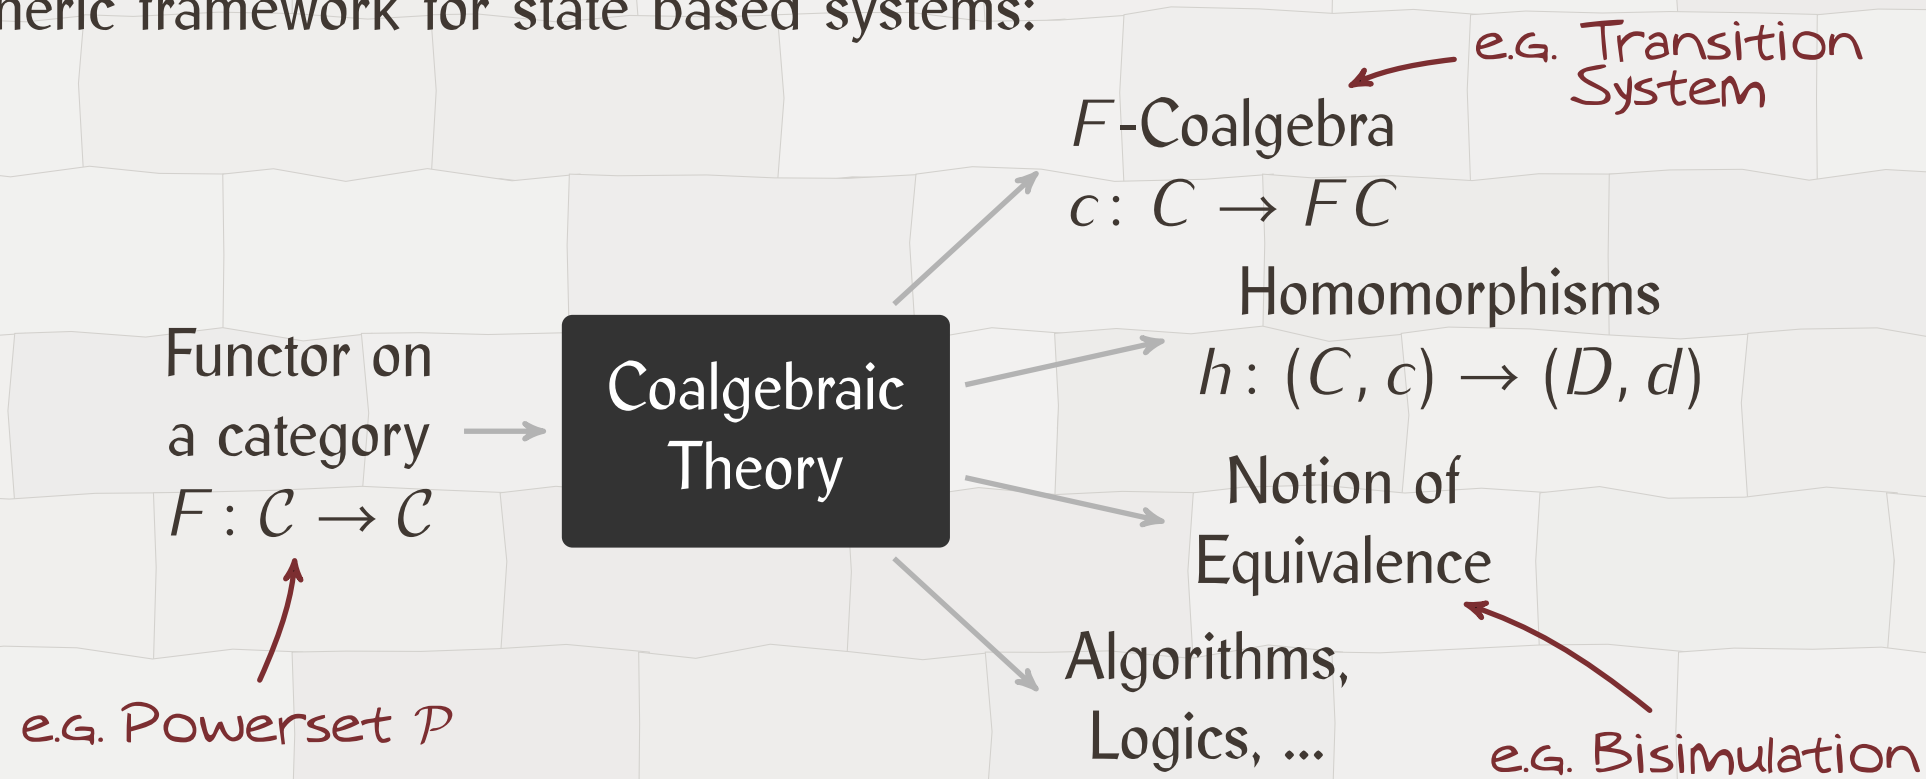 framework for state based systems:
e.g. Transition
System
F-Coalgebra
c: C → FC
Homomorphisms
h: (C, c) → (D, d)
Functor on
a category
F: 𝒞 → 𝒞
Coalgebraic
Theory
Notion of
Equivalence
Algorithms,
Logics, ...
e.g. Powerset 𝒫
e.g. Bisimulation